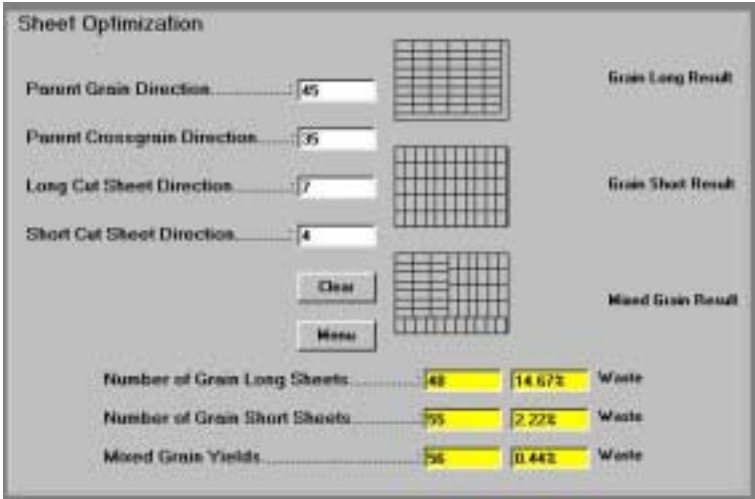 Sheet Optimization
Parent Grain Direction............: 45
Grain Long Result
Parent Crossgrain Direction......: 35
Long Cut Sheet Direction..........: 7
Grain Short Result
Short Cut Sheet Direction.........: 4
Clear
Mixed Grain Result
Menu
Number of Grain Long Sheets............: 48 14.67% Waste
Number of Grain Short Sheets..........: 55 2.22% Waste
Mixed Grain Yields............................: 56 0.44% Waste